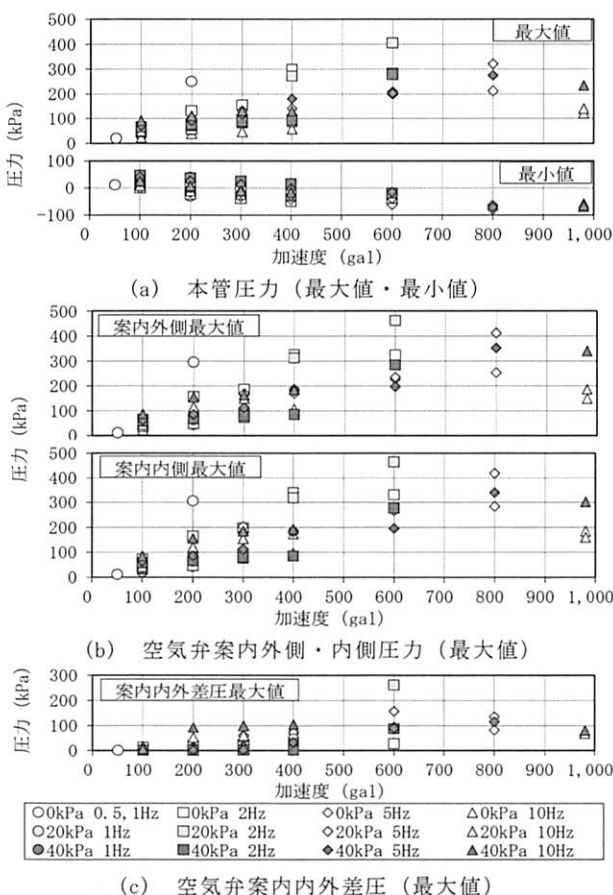 最大値
500
400
300
200
100
0
圧力 (kPa)
100
0
-100
最小値
0 100 200 300 400 500 600 700 800 900 1,000
加速度 (gal)
(a) 本管圧力 (最大値・最小値)
案内外側最大値
500
400
300
200
100
0
圧力 (kPa)
案内内側最大値
500
400
300
200
100
0
0 100 200 300 400 500 600 700 800 900 1,000
加速度 (gal)
(b) 空気弁案内外側・内側圧力 (最大値)
案内内外差圧最大値
300
200
100
0
圧力 (kPa)
0 100 200 300 400 500 600 700 800 900 1,000
加速度 (gal)
○0kPa 0.5,1Hz □0kPa 2Hz ◇0kPa 5Hz △0kPa 10Hz
○20kPa 1Hz □20kPa 2Hz ◇20kPa 5Hz △20kPa 10Hz
●40kPa 1Hz ■40kPa 2Hz ◆40kPa 5Hz ▲40kPa 10Hz
(c) 空気弁案内内外差圧 (最大値)